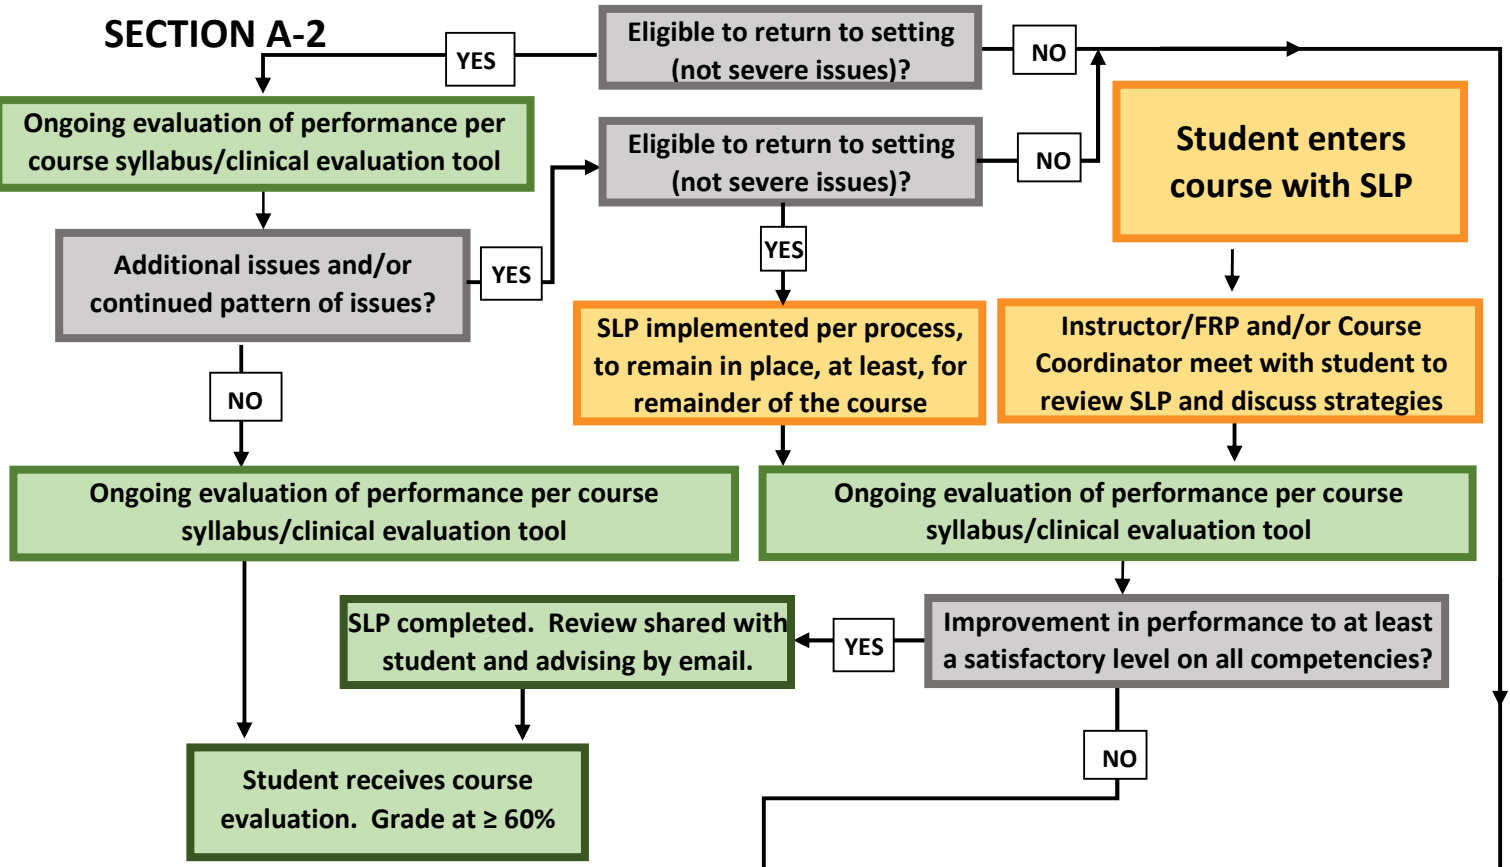 SECTION A-2
YES
Eligible to return to setting
(not severe issues)?
NO
Ongoing evaluation of performance per
course syllabus/clinical evaluation tool
Eligible to return to setting
(not severe issues)?
NO
Student enters
course with SLP
Additional issues and/or
continued pattern of issues?
YES
YES
SLP implemented per process,
to remain in place, at least, for
remainder of the course
Instructor/FRP and/or Course
Coordinator meet with student to
review SLP and discuss strategies
NO
Ongoing evaluation of performance per course
syllabus/clinical evaluation tool
Ongoing evaluation of performance per course
syllabus/clinical evaluation tool
SLP completed.  Review shared with
student and advising by email.
YES
Improvement in performance to at least
a satisfactory level on all competencies?
NO
Student receives course
evaluation.  Grade at ≥ 60%